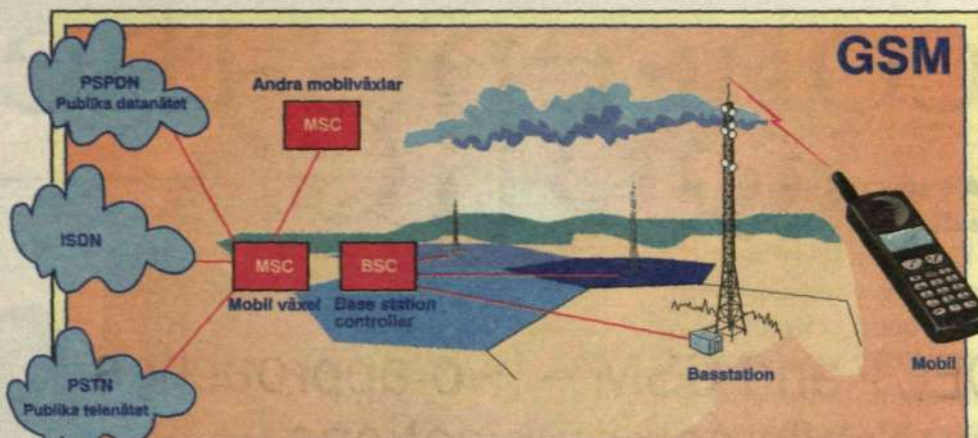 GSM
PSPDN
Publika datanätet
Andra mobilväxlar
MSC
ISDN
MSC
BSC
Mobil växel
Base station
controller
PSTN
Publika telenätet
Basstation
Mobil